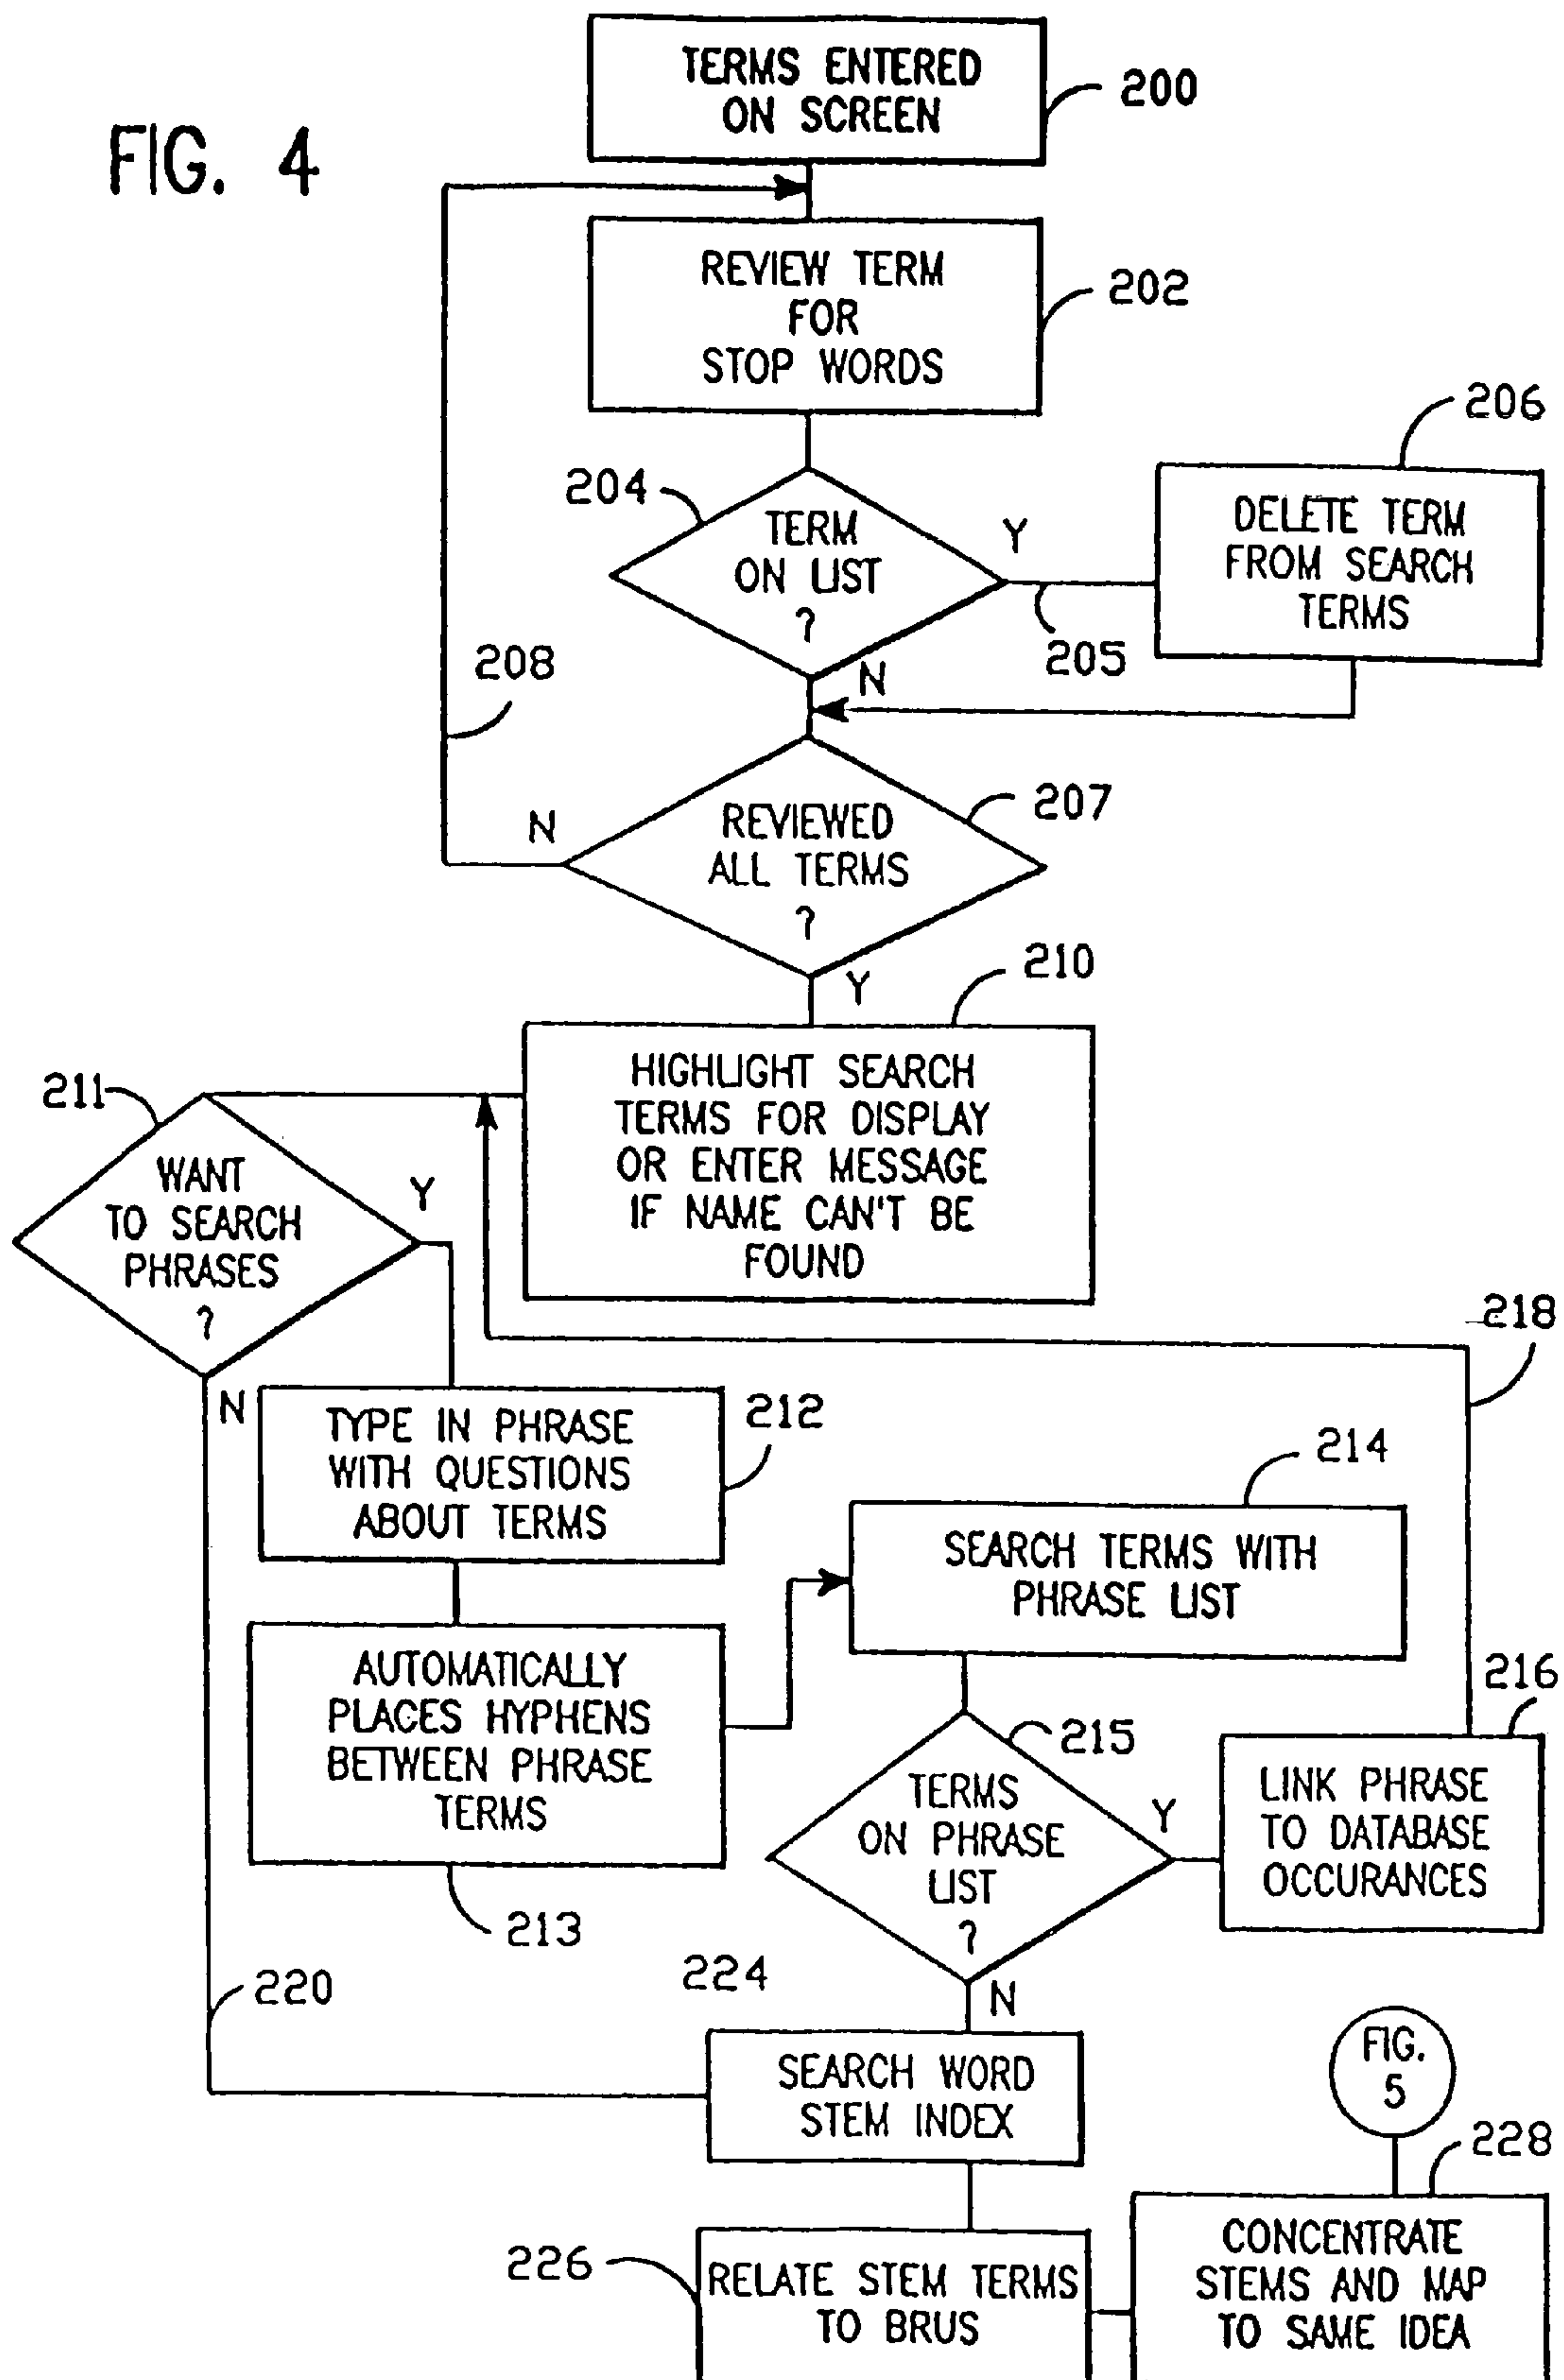 FIG. 4
TERMS ENTERED
ON SCREEN
200
REVIEW TERM
FOR
STOP WORDS
202
204
TERM
ON LIST
?
Y
205
206
DELETE TERM
FROM SEARCH
TERMS
N
208
207
REVIEWED
ALL TERMS
?
N
Y
210
HIGHLIGHT SEARCH
TERMS FOR DISPLAY
OR ENTER MESSAGE
IF NAME CAN'T BE
FOUND
211
WANT
TO SEARCH
PHRASES
?
Y
N
218
212
TYPE IN PHRASE
WITH QUESTIONS
ABOUT TERMS
214
SEARCH TERMS WITH
PHRASE LIST
AUTOMATICALLY
PLACES HYPHENS
BETWEEN PHRASE
TERMS
213
215
TERMS
ON PHRASE
LIST
?
Y
216
LINK PHRASE
TO DATABASE
OCCURANCES
N
220
224
SEARCH WORD
STEM INDEX
FIG.
5
226
RELATE STEM TERMS
TO BRUS
228
CONCENTRATE
STEMS AND MAP
TO SAME IDEA